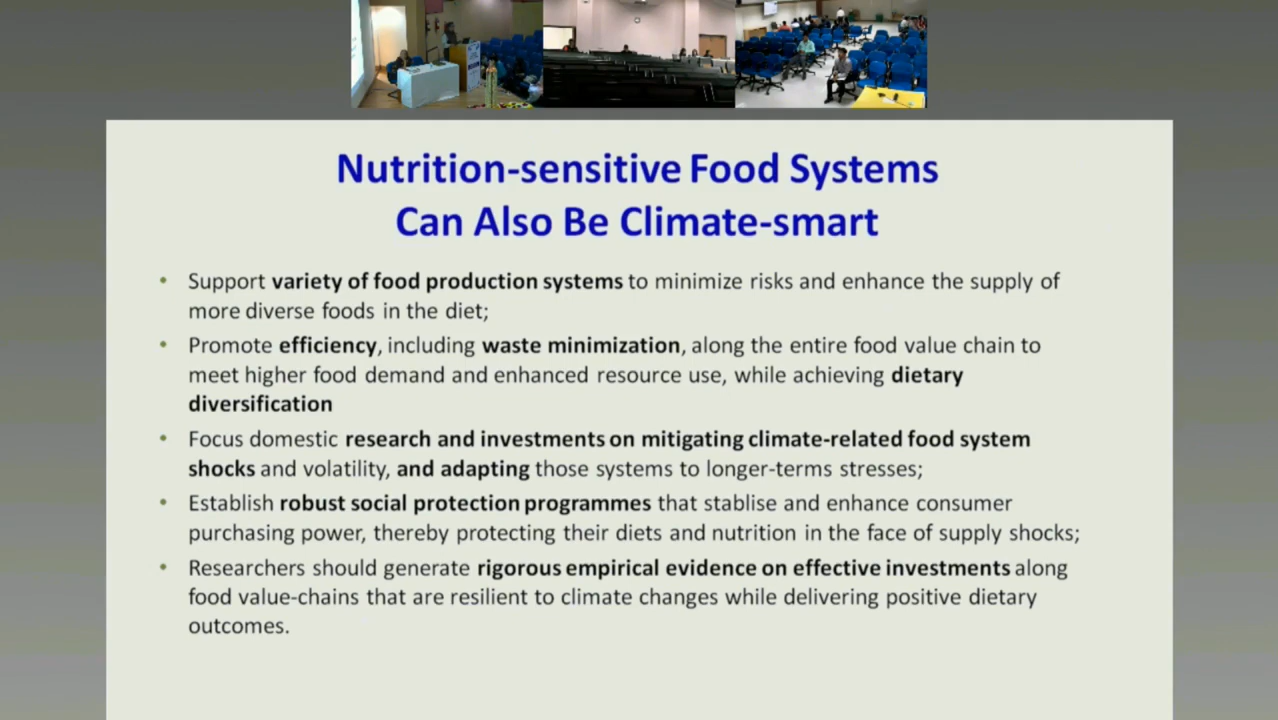 Nutrition-sensitive Food Systems
Can Also Be Climate-smart
• Support variety of food production systems to minimize risks and enhance the supply of
more diverse foods in the diet;
• Promote efficiency, including waste minimization, along the entire food value chain to
meet higher food demand and enhanced resource use, while achieving dietary
diversification
• Focus domestic research and investments on mitigating climate-related food system
shocks and volatility, and adapting those systems to longer-terms stresses;
• Establish robust social protection programmes that stablise and enhance consumer
purchasing power, thereby protecting their diets and nutrition in the face of supply shocks;
• Researchers should generate rigorous empirical evidence on effective investments along
food value-chains that are resilient to climate changes while delivering positive dietary
outcomes.